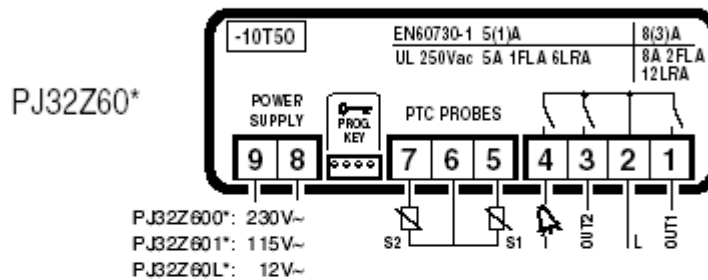 -10T50
EN60730-1 5(1)A
8(3)A
UL 250Vac 5A 1FLA 6LRA
8A 2FLA
12LRA
PJ32Z60*
POWER
SUPPLY
PROG.
KEY
PTC PROBES
9 8 7 6 5 4 3 2 1
S2
S1
OUT2
L
OUT1
PJ32Z600*: 230V~
PJ32Z601*: 115V~
PJ32Z60L*: 12V~